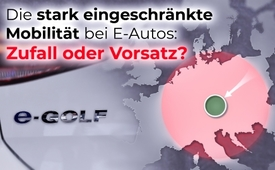 Die stark eingeschränkte
Mobilität bei E-Autos:
Zufall oder Vorsatz?
e-GOLF